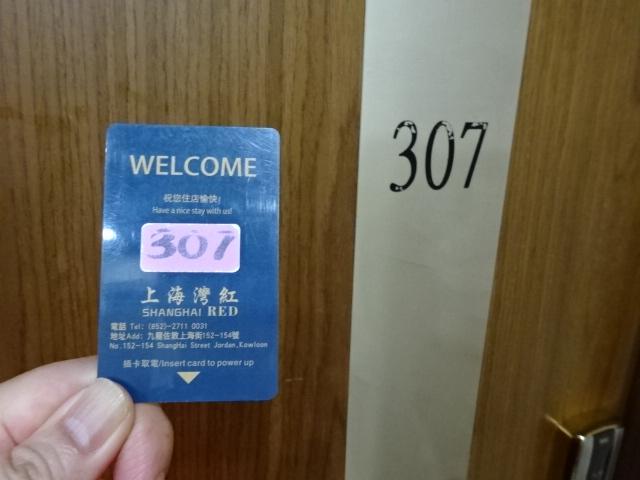 WELCOME
祝您住店愉快!
Have a nice stay with us!
307
上海灣紅
SHANGHAI RED
電話 Tel: (852)-2711 0031
地址Add: 九龍佐敦上海街152-154號
No.152-154 ShangHai Street Jordan,Kowloon
插卡取電/Insert card to power up
307